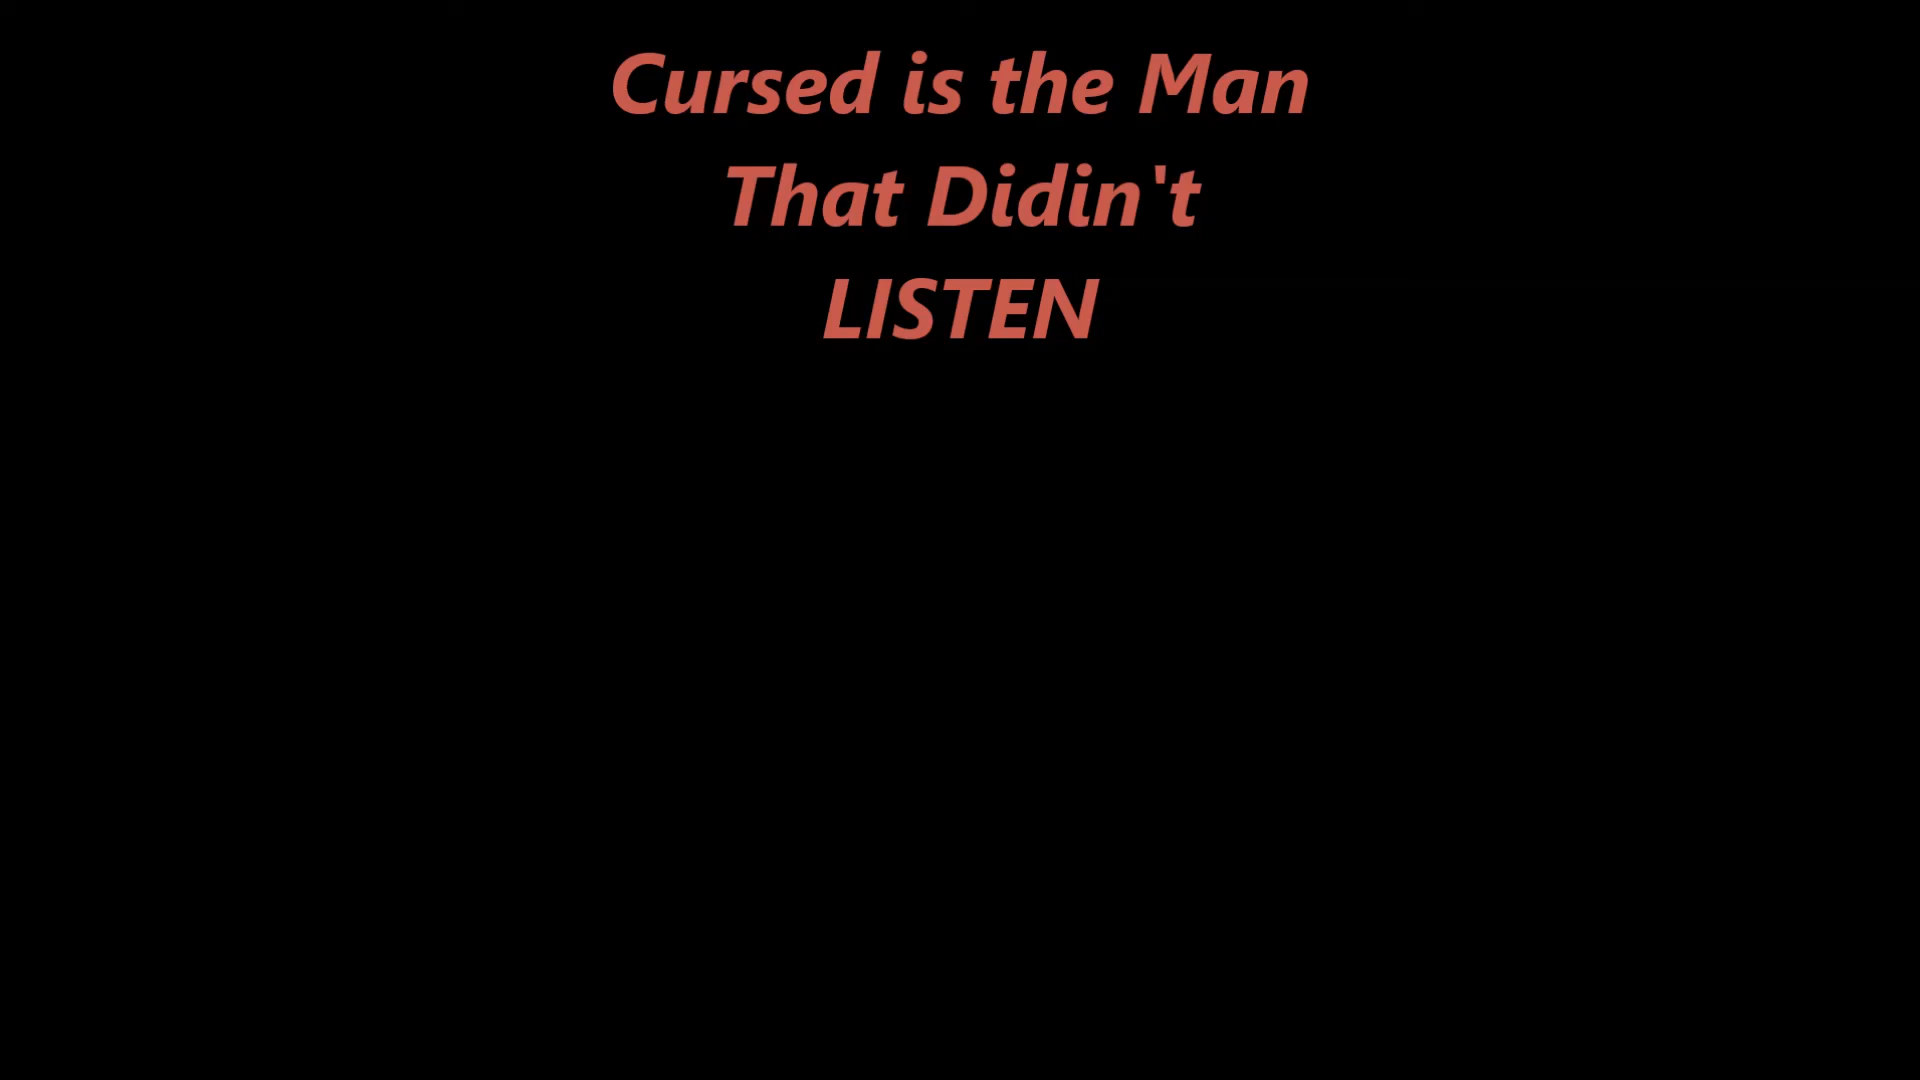 Cursed is the Man
That Didin't
LISTEN